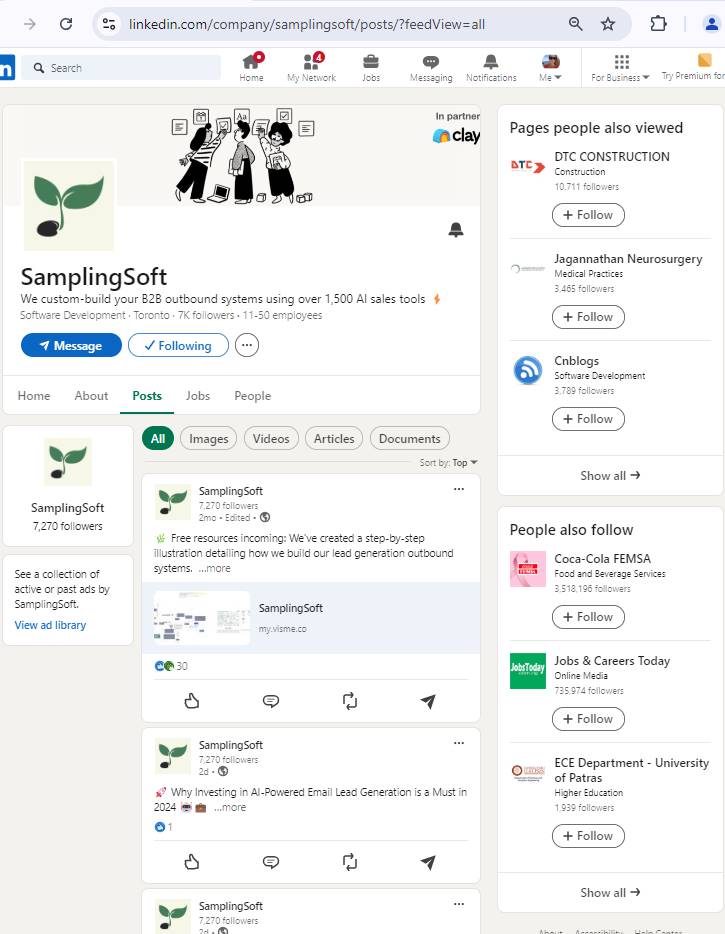 linkedin.com/company/samplingsoft/posts/?feedView=all
in
Search
Home
4
My Network
Jobs
Messaging
Notifications
Me
For Business
Try Premium for
In partner
clay
Aa
SamplingSoft
We custom-build your B2B outbound systems using over 1,500 AI sales tools
Software Development · Toronto · 7K followers · 11-50 employees
Message
Following
Home
About
Posts
Jobs
People
SamplingSoft
7,270 followers
See a collection of
active or past ads by
SamplingSoft.
View ad library
All
Images
Videos
Articles
Documents
Sort by: Top
SamplingSoft
7,270 followers
2mo • Edited •
🌿 Free resources incoming: We've created a step-by-step
illustration detailing how we build our lead generation outbound
systems. ...more
SamplingSoft
my.visme.co
30
SamplingSoft
7,270 followers
2d •
🚀 Why Investing in AI-Powered Email Lead Generation is a Must in
2024 👾 💼 ...more
1
SamplingSoft
7,270 followers
2d •
Pages people also viewed
DTC
DTC CONSTRUCTION
Construction
10,711 followers
+ Follow
Jagannathan Neurosurgery
Medical Practices
3,465 followers
+ Follow
Cnblogs
Software Development
3,789 followers
+ Follow
Show all →
People also follow
Coca-Cola FEMSA
Food and Beverage Services
3,518,196 followers
+ Follow
JobsToday
Jobs & Careers Today
Online Media
735,974 followers
+ Follow
ECE Department - University
of Patras
Higher Education
1,939 followers
+ Follow
Show all →
About
Accessibility
Help Center